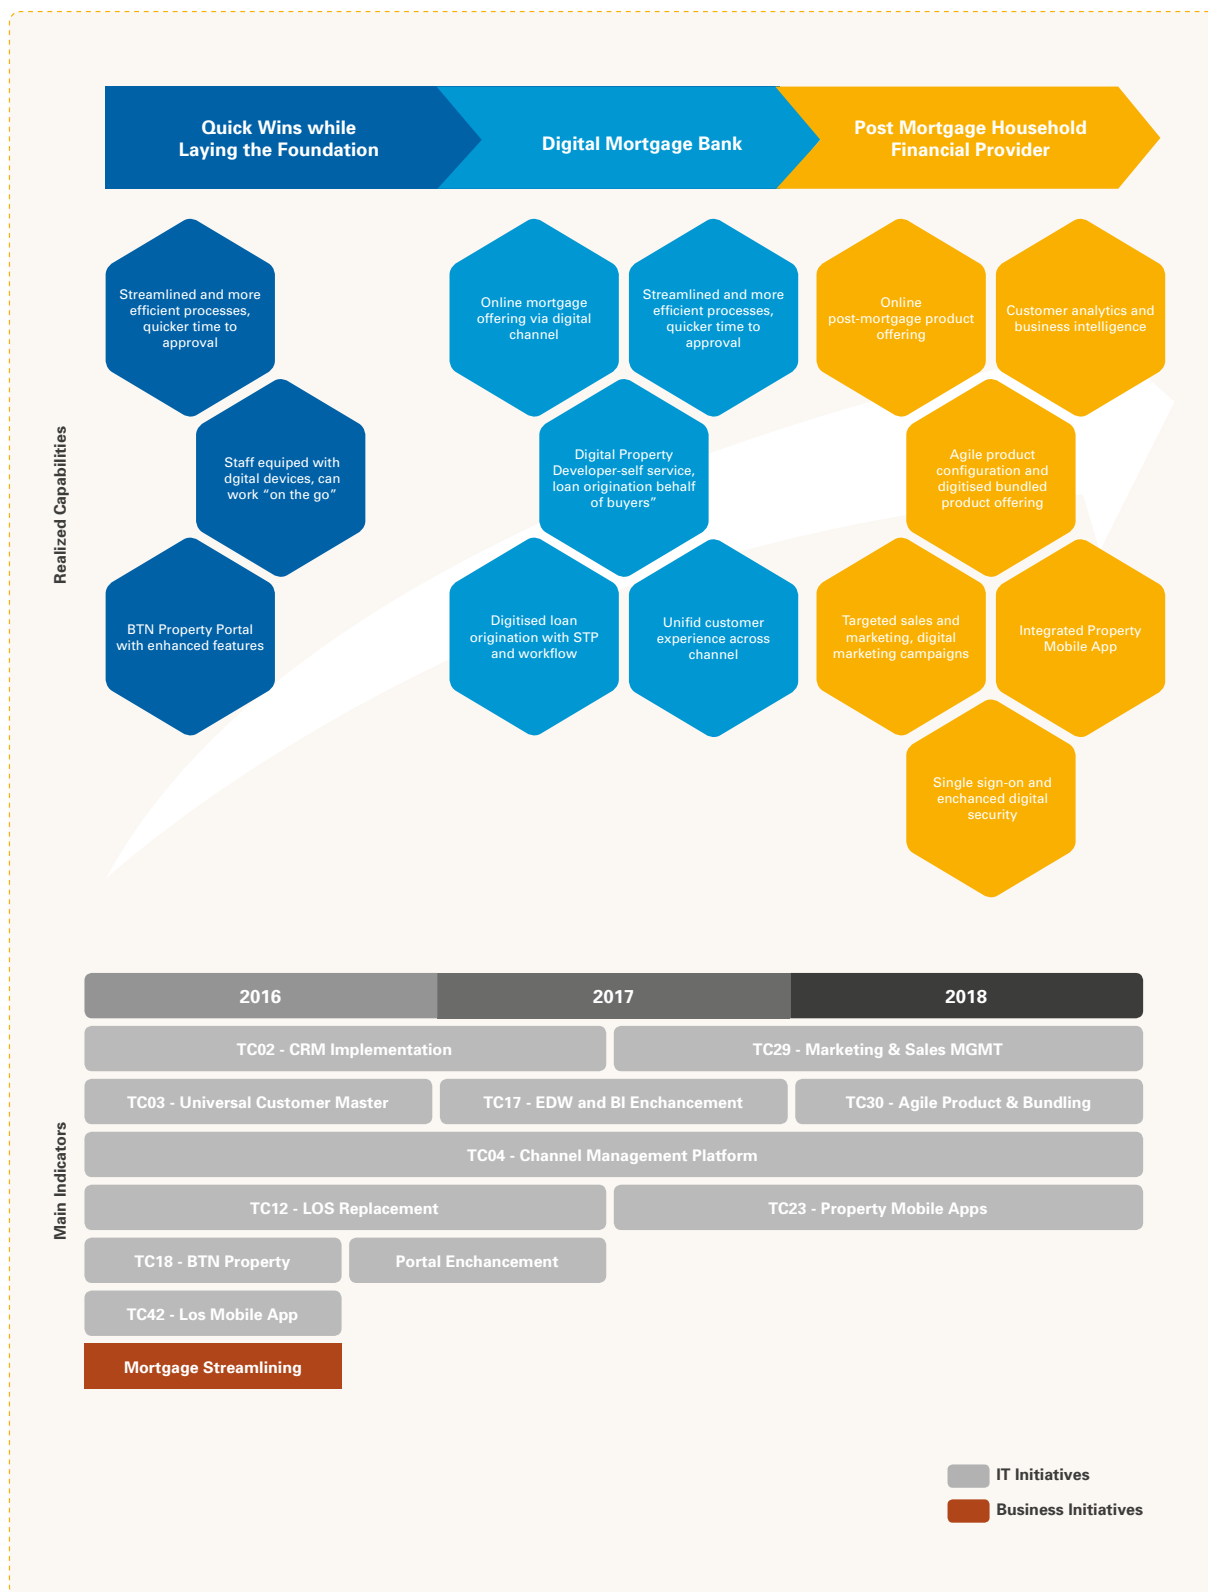 Quick Wins while
Laying the Foundation
Digital Mortgage Bank
Post Mortgage Household
Financial Provider
Realized Capabilities
Streamlined and more
efficient processes,
quicker time to
approval
Staff equiped with
dgital devices, can
work “on the go”
BTN Property Portal
with enhanced features
Online mortgage
offering via digital
channel
Streamlined and more
efficient processes,
quicker time to
approval
Digital Property
Developer-self service,
loan origination behalf
of buyers”
Digitised loan
origination with STP
and workflow
Unifid customer
experience across
channel
Online
post-mortgage product
offering
Customer analytics and
business intelligence
Agile product
configuration and
digitised bundled
product offering
Targeted sales and
marketing, digital
marketing campaigns
Integrated Property
Mobile App
Single sign-on and
enchanced digital
security
Main Indicators
2016
2017
2018
TC02 - CRM Implementation
TC29 - Marketing & Sales MGMT
TC03 - Universal Customer Master
TC17 - EDW and BI Enchancement
TC30 - Agile Product & Bundling
TC04 - Channel Management Platform
TC12 - LOS Replacement
TC23 - Property Mobile Apps
TC18 - BTN Property
Portal Enchancement
TC42 - Los Mobile App
Mortgage Streamlining
IT Initiatives
Business Initiatives